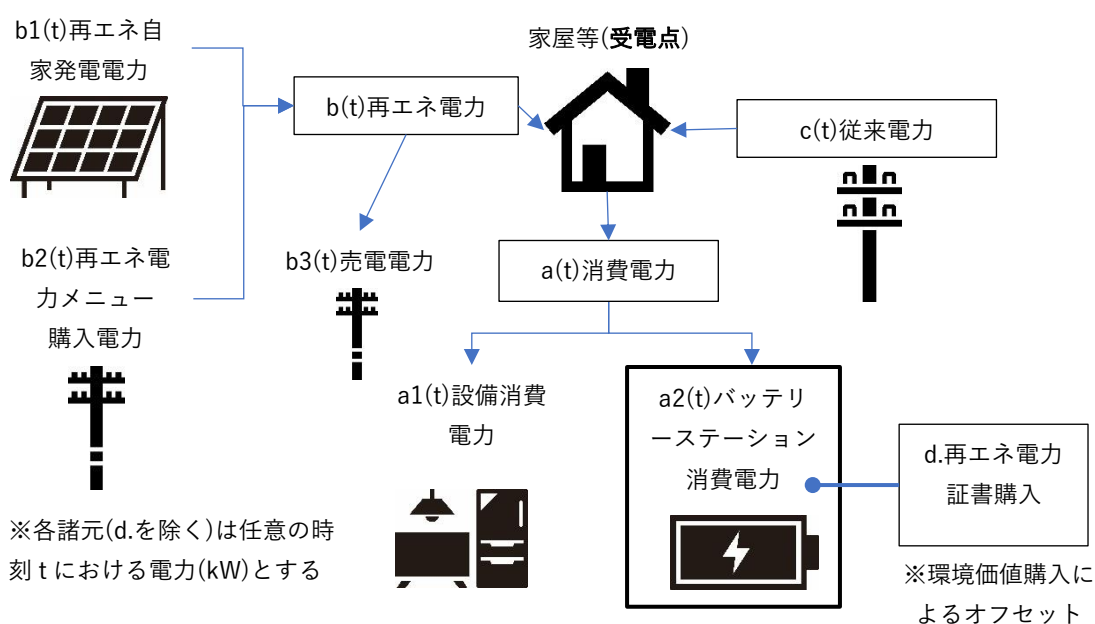 b1(t)再エネ自
家発電電力
家屋等(受電点)
b(t)再エネ電力
c(t)従来電力
b2(t)再エネ電
力メニュー
購入電力
b3(t)売電電力
a(t)消費電力
a1(t)設備消費
電力
a2(t)バッテリ
ーステーション
消費電力
d.再エネ電力
証書購入
※各諸元(d.を除く)は任意の時
刻 t における電力(kW)とする
※環境価値購入に
よるオフセット